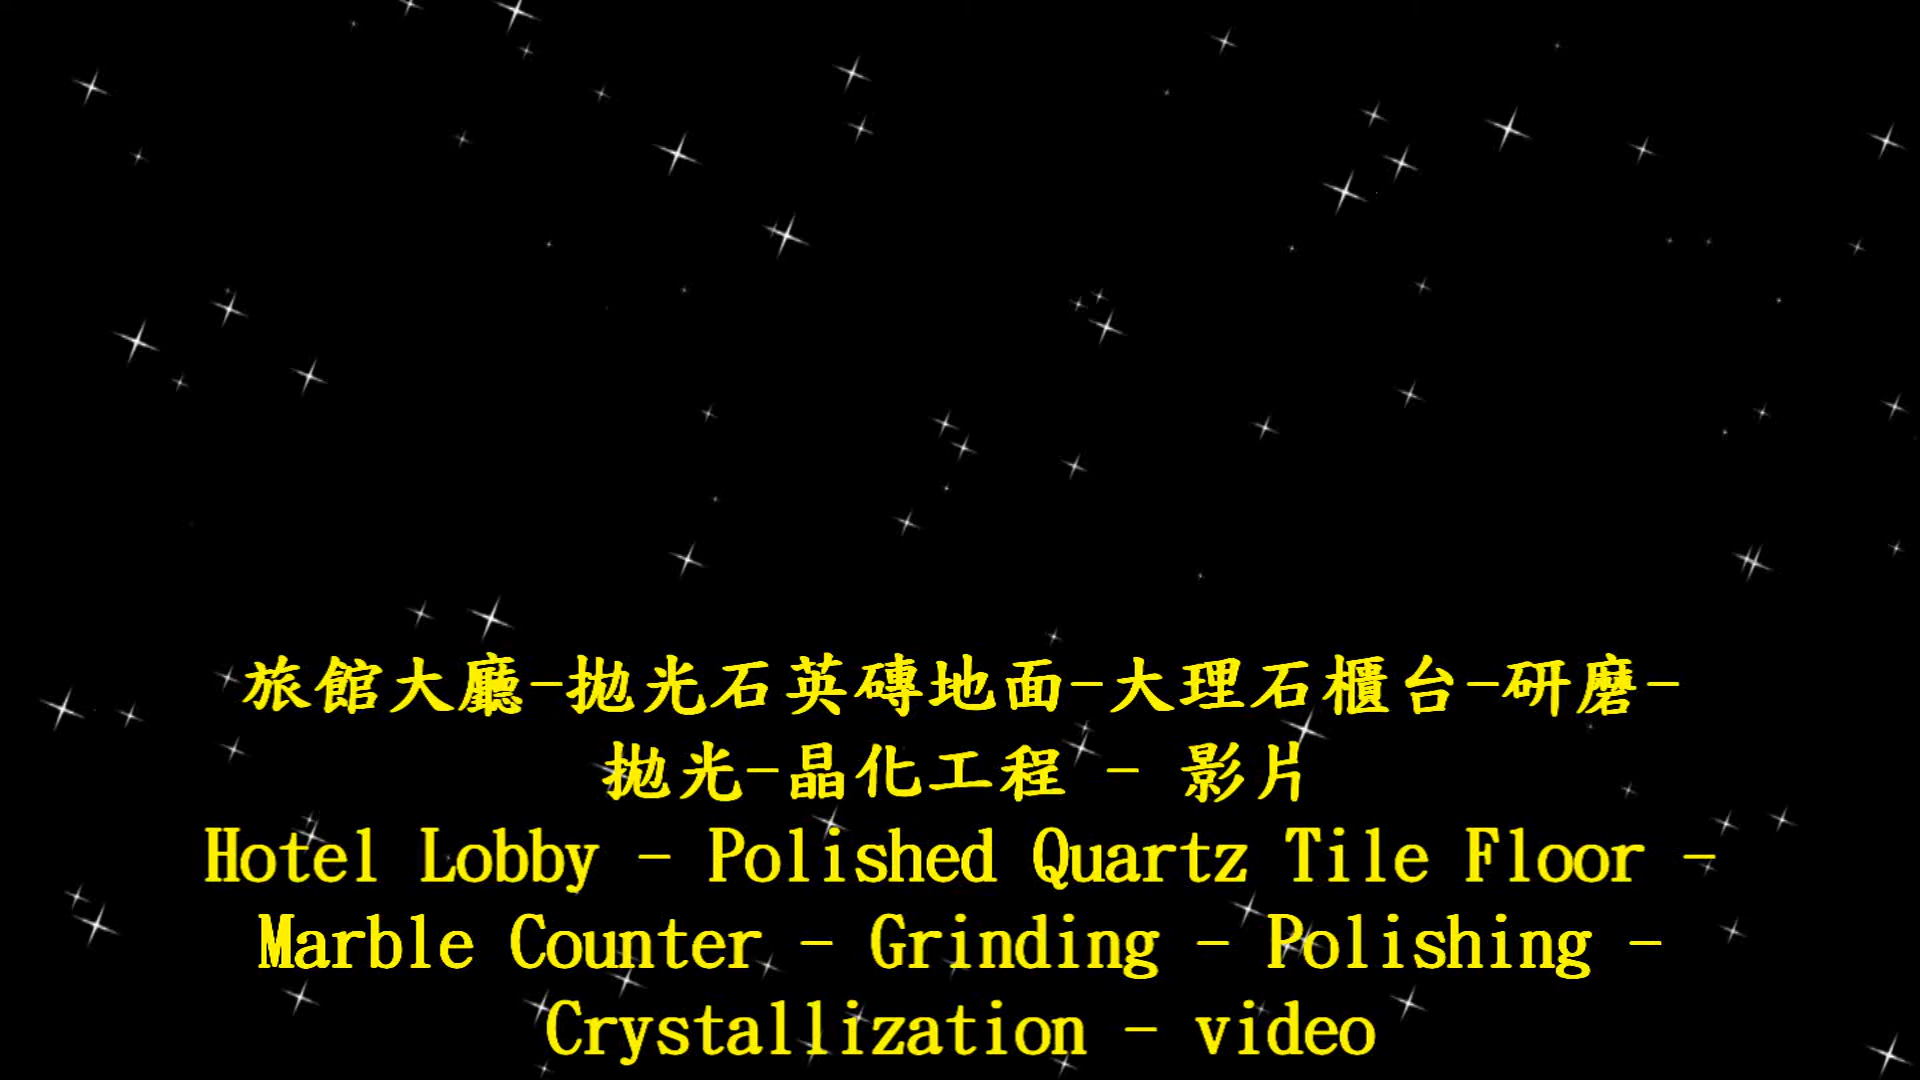 旅館大廳-拋光石英磚地面-大理石櫃台-研磨-
拋光-晶化工程 - 影片
Hotel Lobby - Polished Quartz Tile Floor -
Marble Counter - Grinding - Polishing -
Crystallization - video